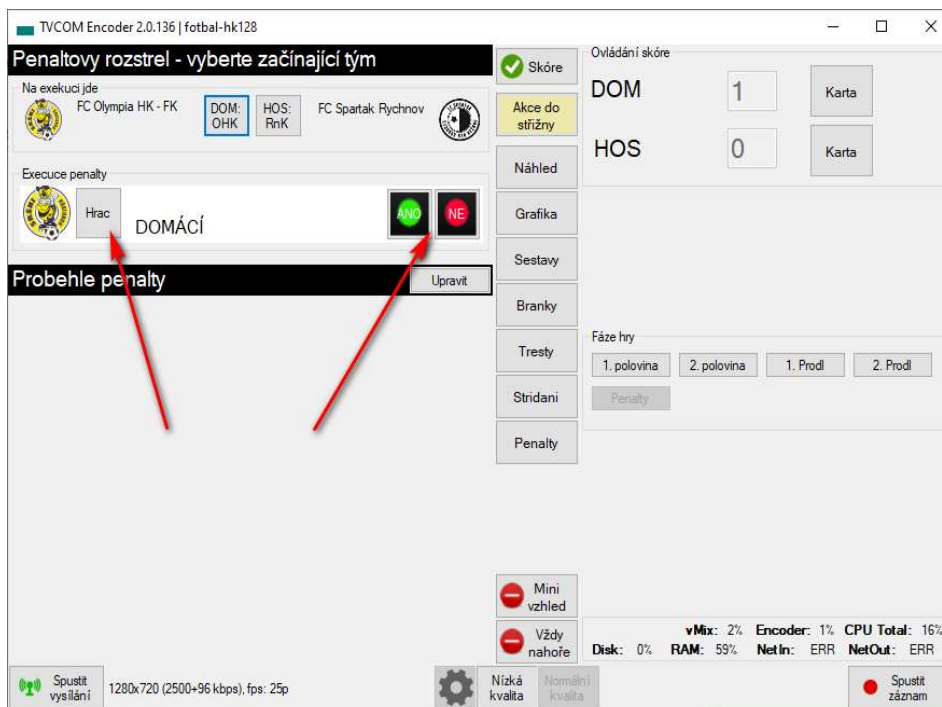 TVCOM Encoder 2.0.136 | fotbal-hk128
Penaltovy rozstrel - vyberte začínající tým
Na exekuci jde
FC Olympia HK - FK
DOM:
OHK
HOS:
RnK
FC Spartak Rychnov
Execuce penalty
Hrac
DOMÁCÍ
ANO
NE
Probehle penalty
Upravit
Skóre
Akce do
střižny
Náhled
Grafika
Sestavy
Branky
Tresty
Stridani
Penalty
Mini
vzhled
Vždy
nahoře
Ovládání skóre
DOM
1
Karta
HOS
0
Karta
Fáze hry
1. polovina
2. polovina
1. Prodl
2. Prodl
Penalty
vMix: 2% Encoder: 1% CPU Total: 16%
Disk: 0% RAM: 59% NetIn: ERR NetOut: ERR
Spustit
vysílání
1280x720 (2500+96 kbps), fps: 25p
Nízká
kvalita
Normální
kvalita
Spustit
záznam